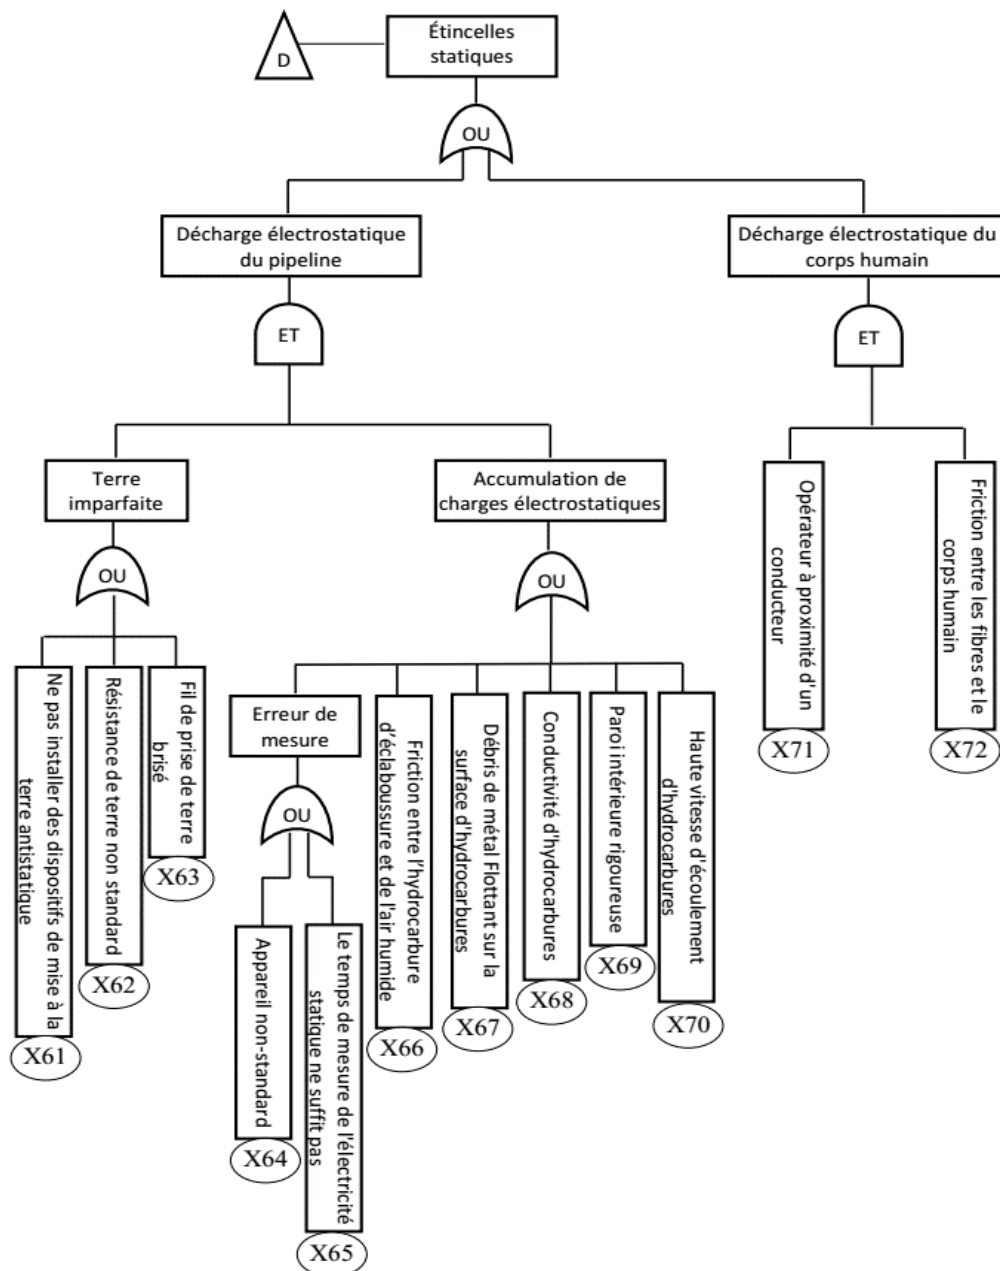 Étincelles
statiques
D
OU
Décharge électrostatique
du pipeline
Décharge électrostatique du
corps humain
ET
ET
Terre
imparfaite
Accumulation de
charges électrostatiques
Opérateur à proximité d'un
conducteur
X71
Friction entre les fibres et le
corps humain
X72
OU
OU
Ne pas installer des dispositifs de mise à la
terre antistatique
X61
Résistance de terre non standard
X62
Fil de prise de terre
brisé
X63
Erreur de
mesure
OU
Appareil non-standard
X64
Le temps de mesure de l'électricité
statique ne suffit pas
X65
Friction entre l'hydrocarbure
d'éclaboussure et de l'air humide
X66
Débris de métal Flottant sur la
surface d'hydrocarbures
X67
Conductivité d'hydrocarbures
X68
Paroi intérieure rigoureuse
X69
Haute vitesse d'écoulement
d'hydrocarbures
X70